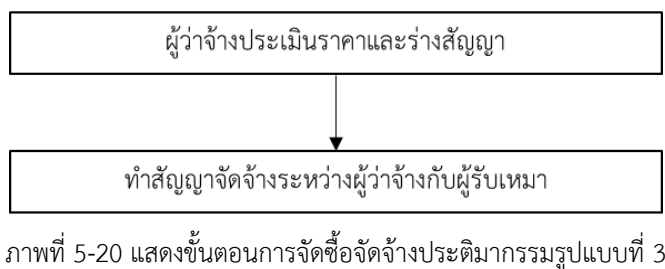 ผู้ว่าจ้างประเมินราคาและร่างสัญญา
ทำสัญญาจัดจ้างระหว่างผู้ว่าจ้างกับผู้รับเหมา
ภาพที่ 5-20 แสดงขั้นตอนการจัดซื้อจัดจ้างประติมากรรมรูปแบบที่ 3